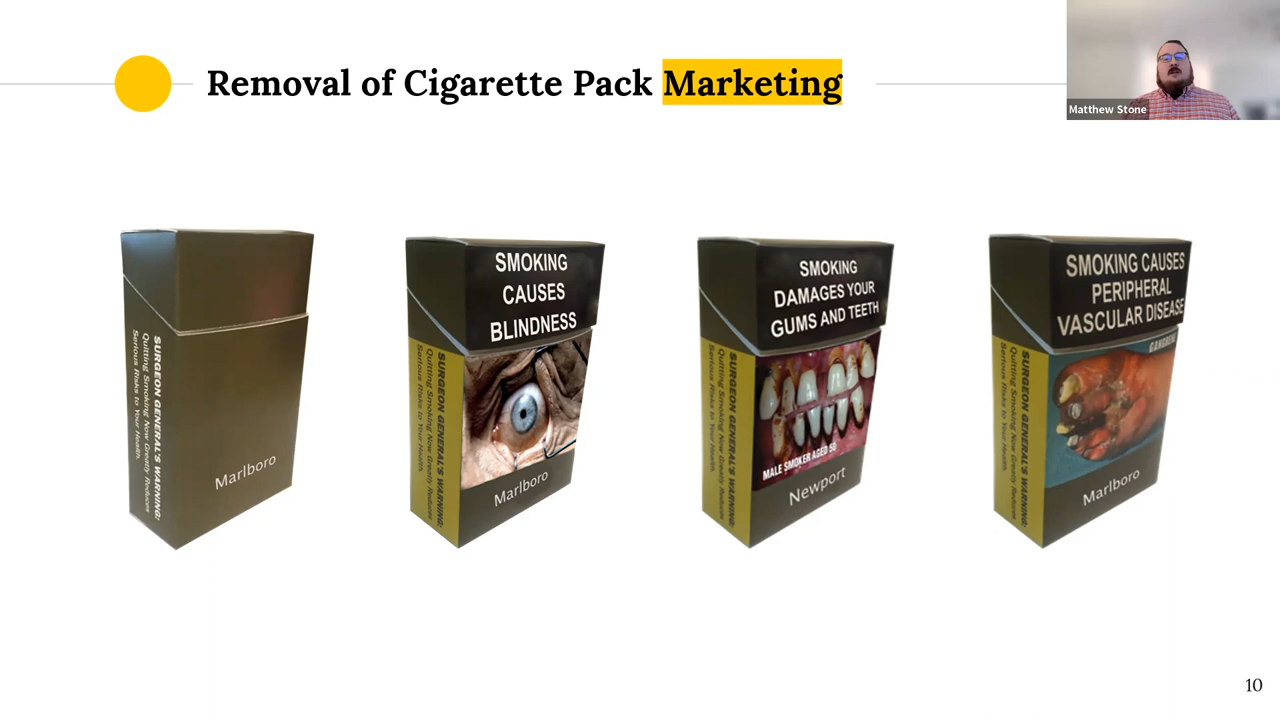 Removal of Cigarette Pack Marketing
Matthew Stone
SURGEON GENERAL'S WARNING:
Quitting Smoking Now Greatly Reduces
Serious Risks to Your Health.
Marlboro
SMOKING
CAUSES
BLINDNESS
SURGEON GENERAL'S WARNING:
Quitting Smoking Now Greatly Reduces
Serious Risks to Your Health.
Marlboro
SMOKING
DAMAGES YOUR
GUMS AND TEETH
SURGEON GENERAL'S WARNING:
Quitting Smoking Now Greatly Reduces
Serious Risks to Your Health.
MALE SMOKER AGED 50
Newport
SMOKING CAUSES
PERIPHERAL
VASCULAR DISEASE
GANGRENE
SURGEON GENERAL'S WARNING:
Quitting Smoking Now Greatly Reduces
Serious Risks to Your Health.
Marlboro
10